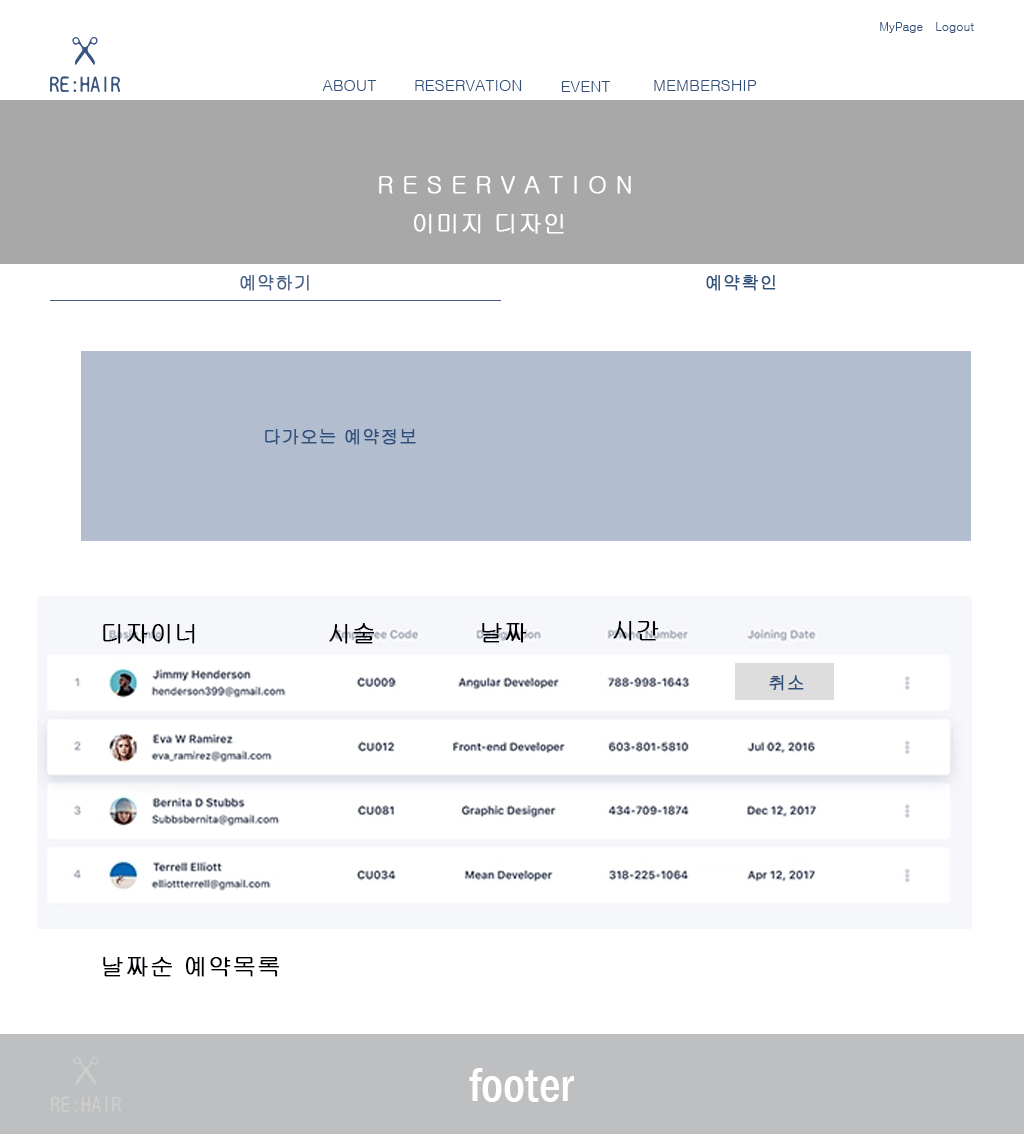 MyPage Logout
RE:HAIR
ABOUT RESERVATION EVENT MEMBERSHIP
RESERVATION
이미지 디자인
예약하기 예약확인
다가오는 예약정보
디자이너 시술 날짜 시간 Joining Date
1 Jimmy Henderson henderson399@gmail.com CU009 Angular Developer 788-998-1643 취소
2 Eva W Ramirez eva_ramirez@gmail.com CU012 Front-end Developer 603-801-5810 Jul 02, 2016
3 Bernita D Stubbs Subbsbernita@gmail.com CU081 Graphic Designer 434-709-1874 Dec 12, 2017
4 Terrell Elliott elliottterrell@gmail.com CU034 Mean Developer 318-225-1064 Apr 12, 2017
날짜순 예약목록
RE:HAIR
footer